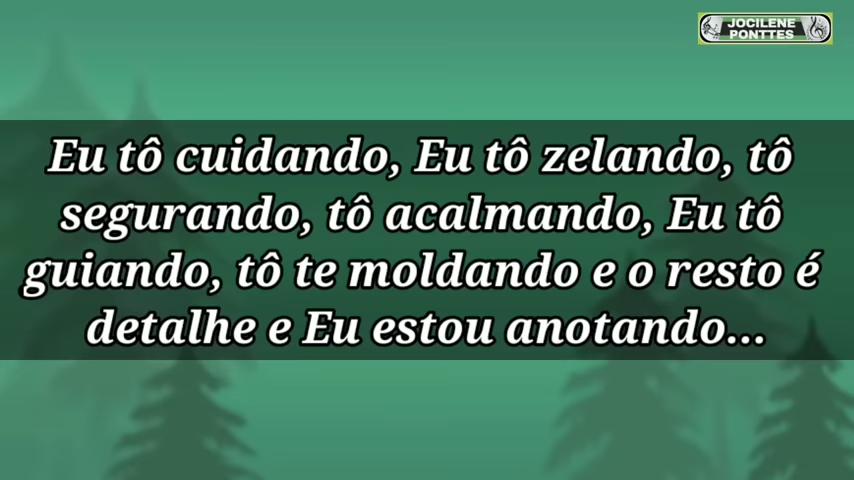 JOCILENE
PONTTES
Eu tô cuidando, Eu tô zelando, tô
segurando, tô acalmando, Eu tô
guiando, tô te moldando e o resto é
detalhe e Eu estou anotando...